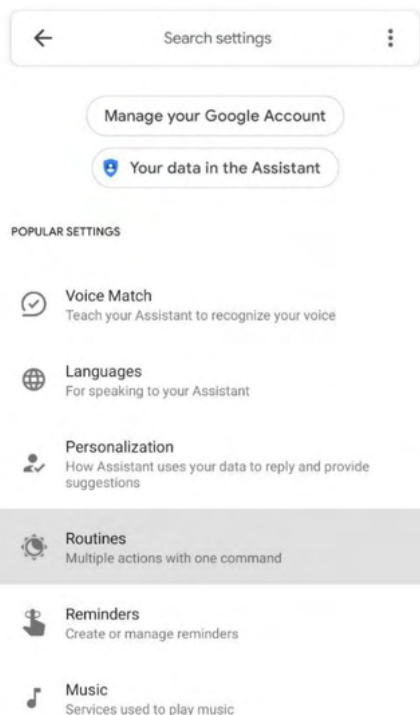 Search settings
Manage your Google Account
Your data in the Assistant
POPULAR SETTINGS
Voice Match
Teach your Assistant to recognize your voice
Languages
For speaking to your Assistant
Personalization
How Assistant uses your data to reply and provide
suggestions
Routines
Multiple actions with one command
Reminders
Create or manage reminders
Music
Services used to play music